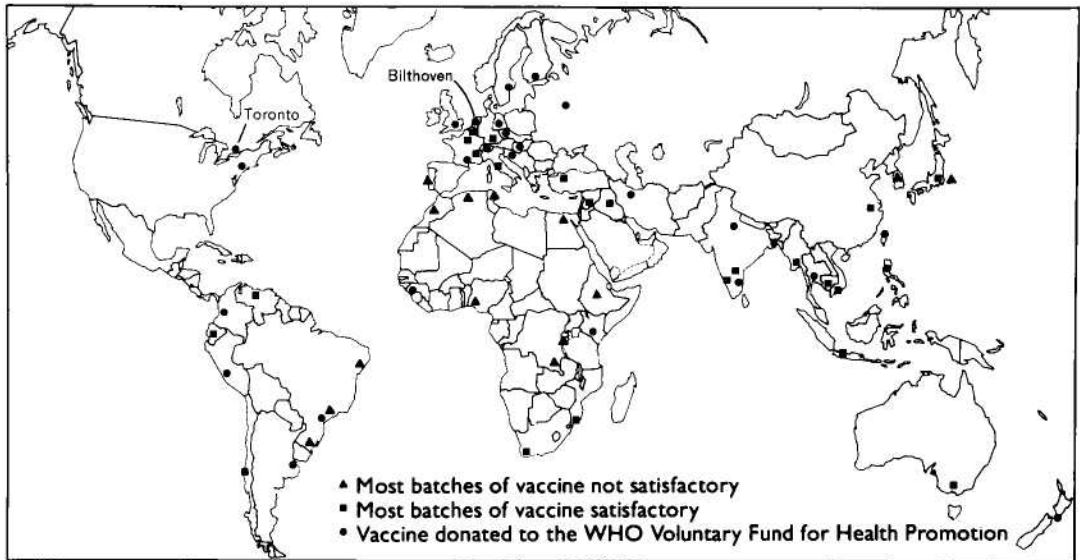 Bilthoven
Toronto
▲ Most batches of vaccine not satisfactory
■ Most batches of vaccine satisfactory
● Vaccine donated to the WHO Voluntary Fund for Health Promotion